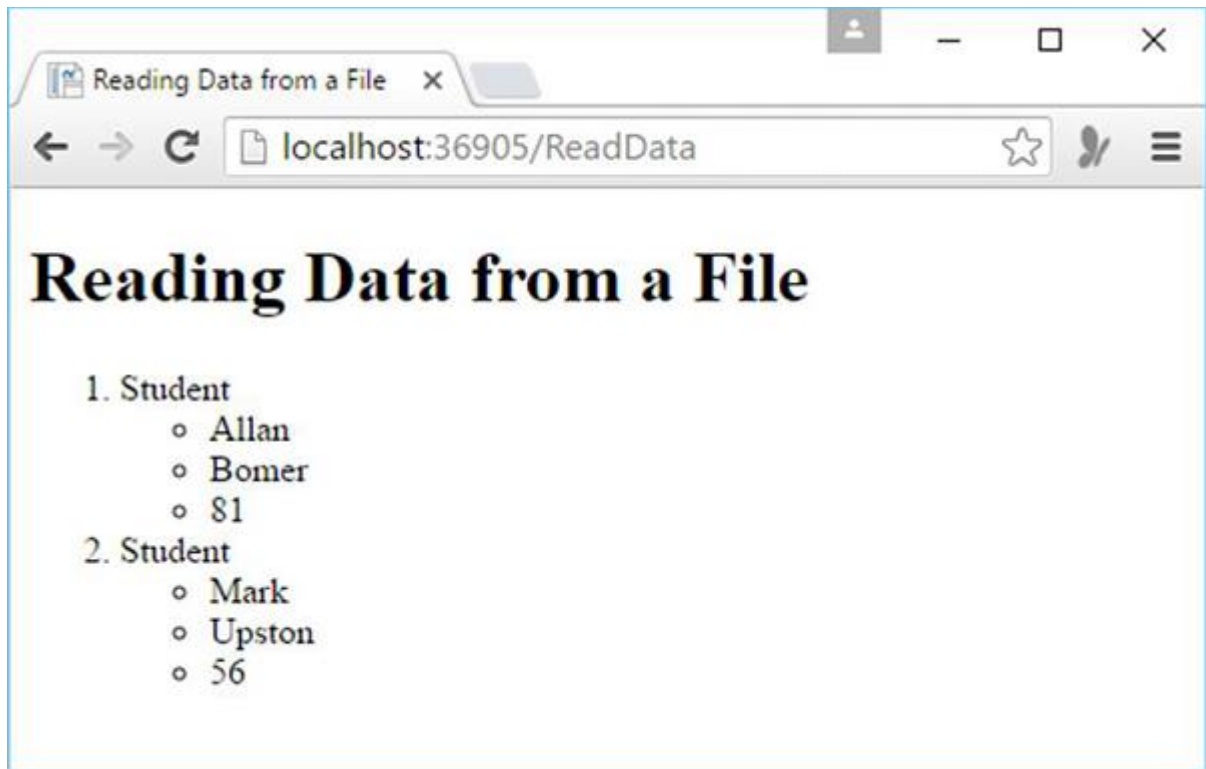 Reading Data from a File
localhost:36905/ReadData
Reading Data from a File
1. Student
Allan
Bomer
81
2. Student
Mark
Upston
56